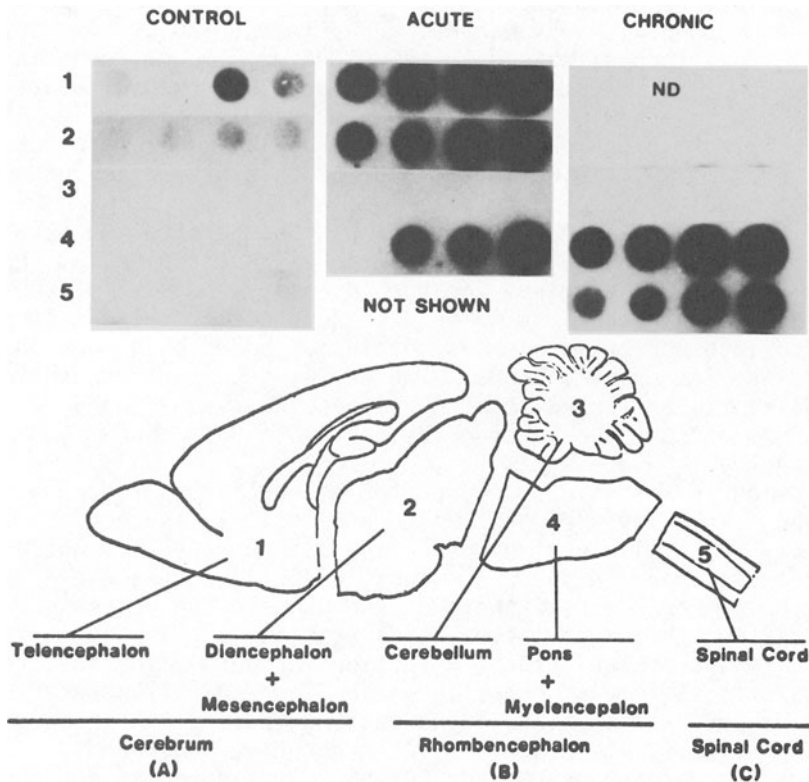 CONTROL ACUTE CHRONIC
1 ND
2
3
4
5
NOT SHOWN
3
2
4
1
5
Telencephalon Diencephalon Cerebellum Pons Spinal Cord
+ +
Mesencephalon Myelencepalon
Cerebrum Rhombencephalon Spinal Cord
(A) (B) (C)